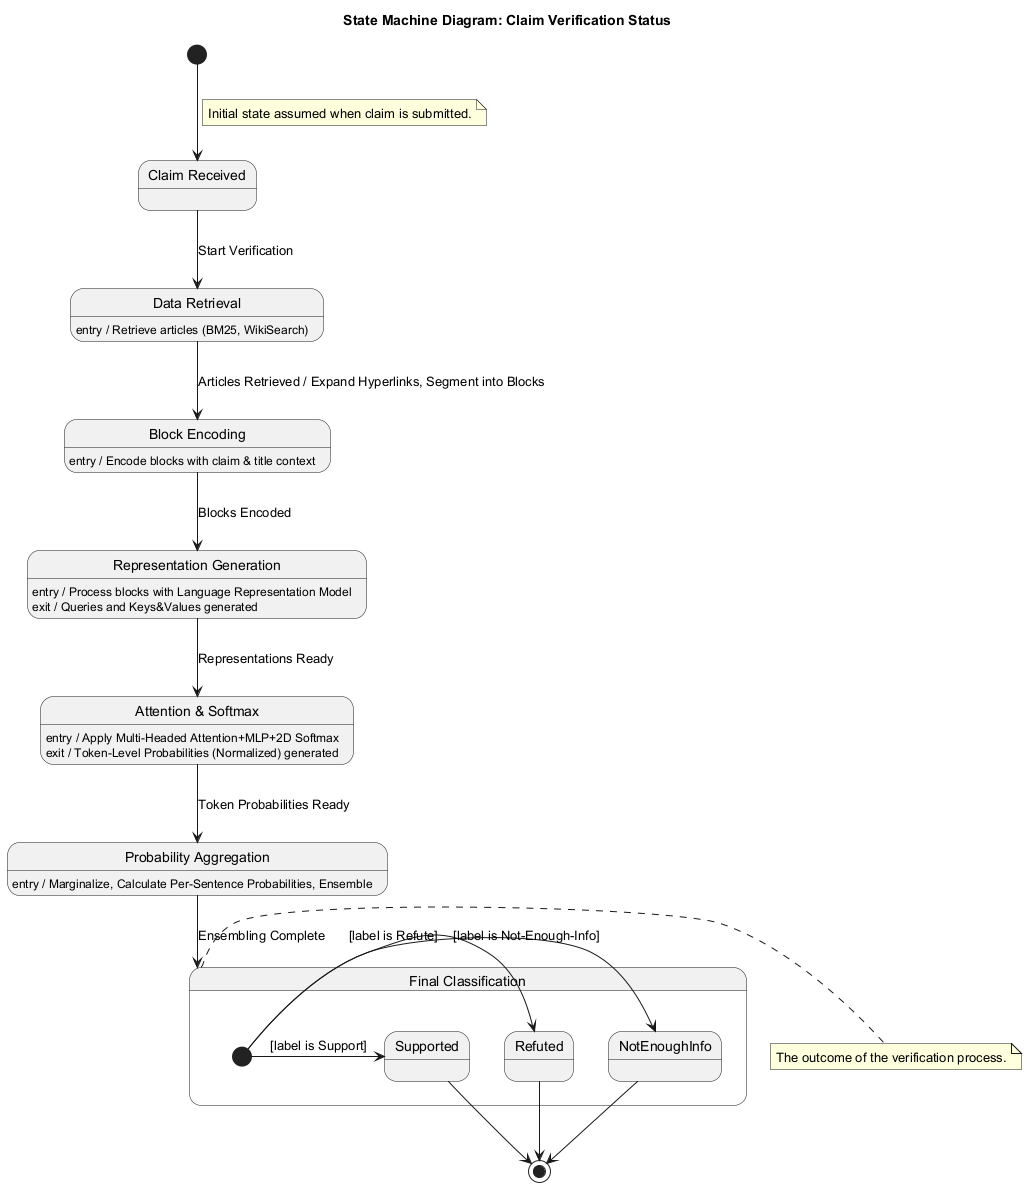 State Machine Diagram: Claim Verification Status
Initial state assumed when claim is submitted.
Claim Received
Start Verification
Data Retrieval
entry / Retrieve articles (BM25, WikiSearch)
Articles Retrieved / Expand Hyperlinks, Segment into Blocks
Block Encoding
entry / Encode blocks with claim & title context
Blocks Encoded
Representation Generation
entry / Process blocks with Language Representation Model
exit / Queries and Keys&Values generated
Representations Ready
Attention & Softmax
entry / Apply Multi-Headed Attention+MLP+2D Softmax
exit / Token-Level Probabilities (Normalized) generated
Token Probabilities Ready
Probability Aggregation
entry / Marginalize, Calculate Per-Sentence Probabilities, Ensemble
Ensembling Complete
[label is Refute]
[label is Not-Enough-Info]
Final Classification
[label is Support]
Supported
Refuted
NotEnoughInfo
The outcome of the verification process.